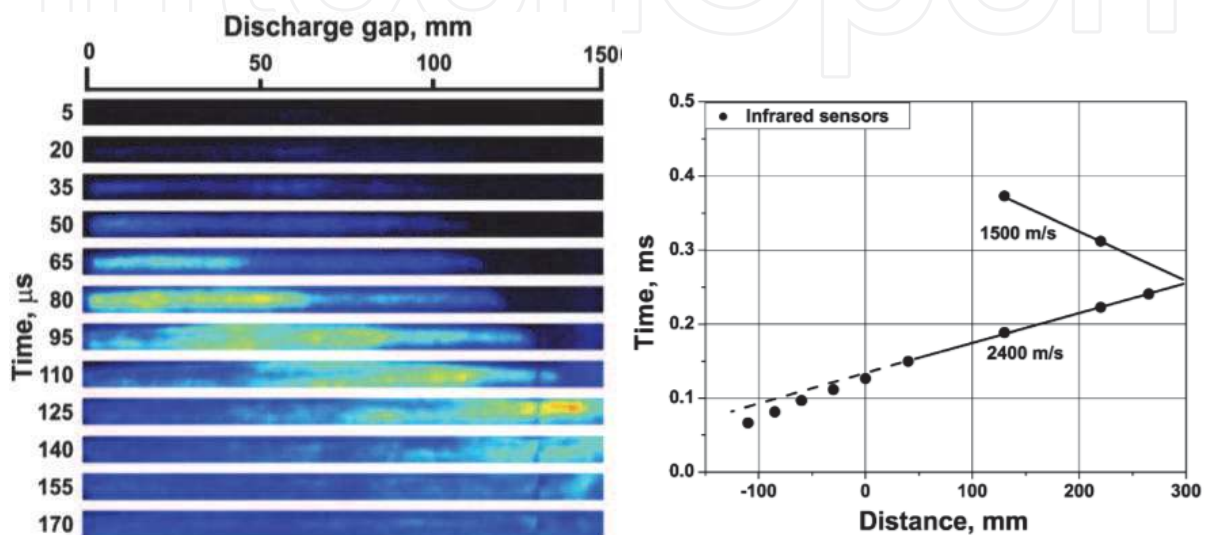 Discharge gap, mm
0 50 100 1500
Time, μs
5
20
35
50
65
80
95
110
125
140
155
170
Infrared sensors
Time, ms
0.5
0.4
0.3
0.2
0.1
0.0
1500 m/s
2400 m/s
-100 0 100 200 300
Distance, mm